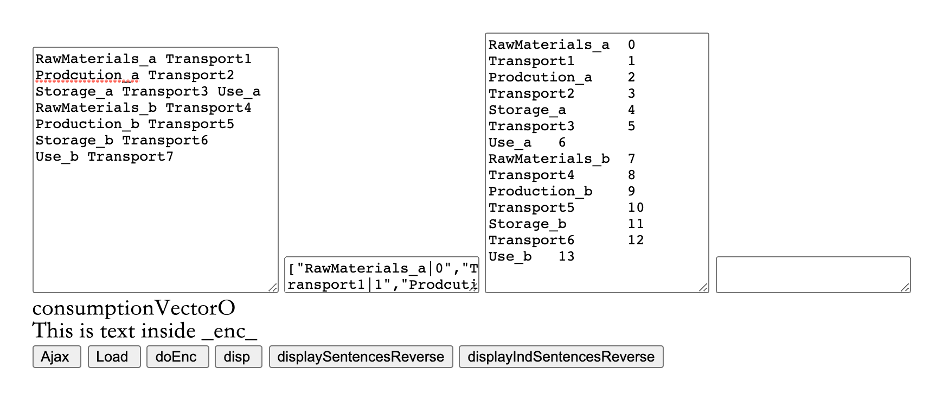 RawMaterials_a Transport1
Prodcution_a Transport2
Storage_a Transport3 Use_a
RawMaterials_b Transport4
Production_b Transport5
Storage_b Transport6
Use_b Transport7
["RawMaterials_a|0","T
ransport1|1","Prodcuti
RawMaterials_a 0
Transport1 1
Prodcution_a 2
Transport2 3
Storage_a 4
Transport3 5
Use_a 6
RawMaterials_b 7
Transport4 8
Production_b 9
Transport5 10
Storage_b 11
Transport6 12
Use_b 13
consumptionVectorO
This is text inside _enc_
Ajax Load doEnc disp displaySentencesReverse displayIndSentencesReverse